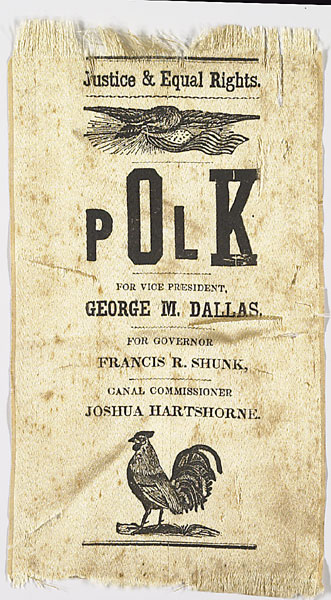 Justice & Equal Rights.
POLK
FOR VICE PRESIDENT,
GEORGE M. DALLAS.
FOR GOVERNOR
FRANCIS R. SHUNK,
CANAL COMMISSIONER
JOSHUA HARTSHORNE.